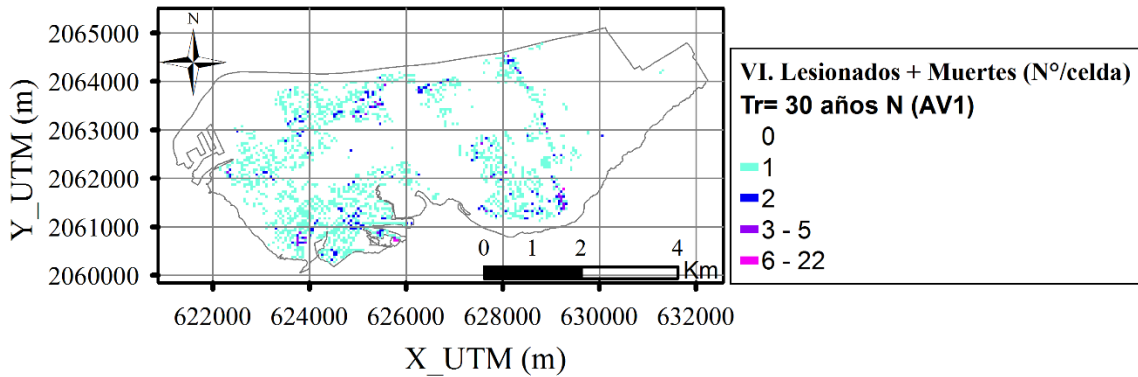 N
Y_UTM (m)
2065000
2064000
2063000
2062000
2061000
2060000
0 1 2 4
Km
622000 624000 626000 628000 630000 632000
X_UTM (m)
VI. Lesionados + Muertes (N°/celda)
Tr= 30 años N (AV1)
0
1
2
3 - 5
6 - 22